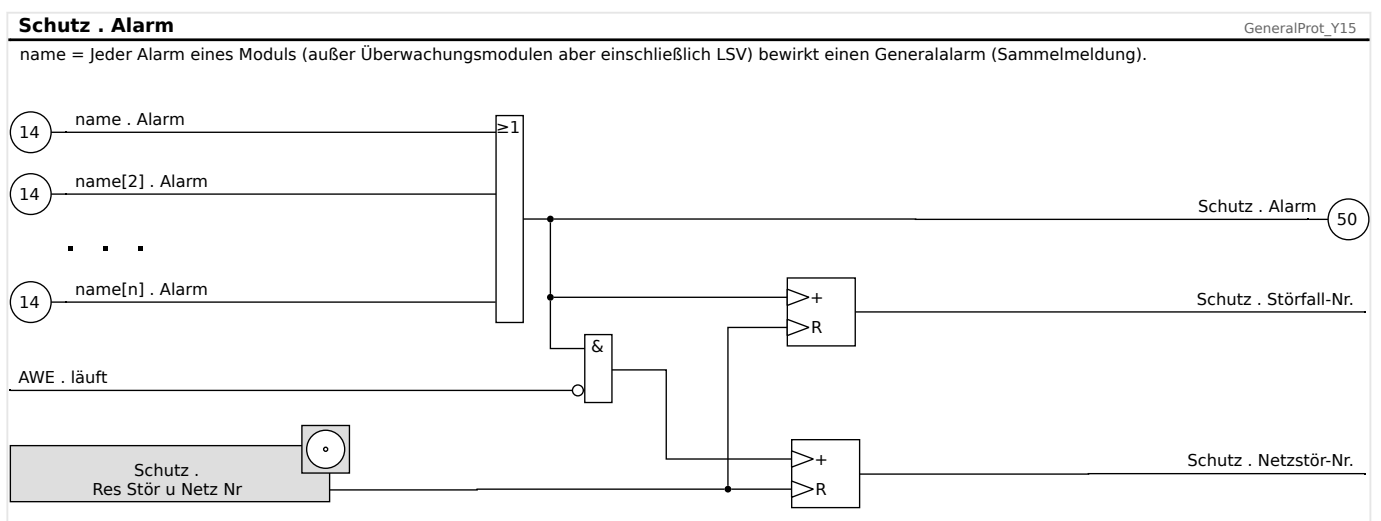 Schutz . Alarm
GeneralProt_Y15
name = Jeder Alarm eines Moduls (außer Überwachungsmodulen aber einschließlich LSV) bewirkt einen Generalalarm (Sammelmeldung).
14
name . Alarm
≥1
14
name[2] . Alarm
Schutz . Alarm
50
14
name[n] . Alarm
+
Schutz . Störfall-Nr.
R
&
AWE . läuft
+
Schutz . Netzstör-Nr.
R
Schutz .
Res Stör u Netz Nr